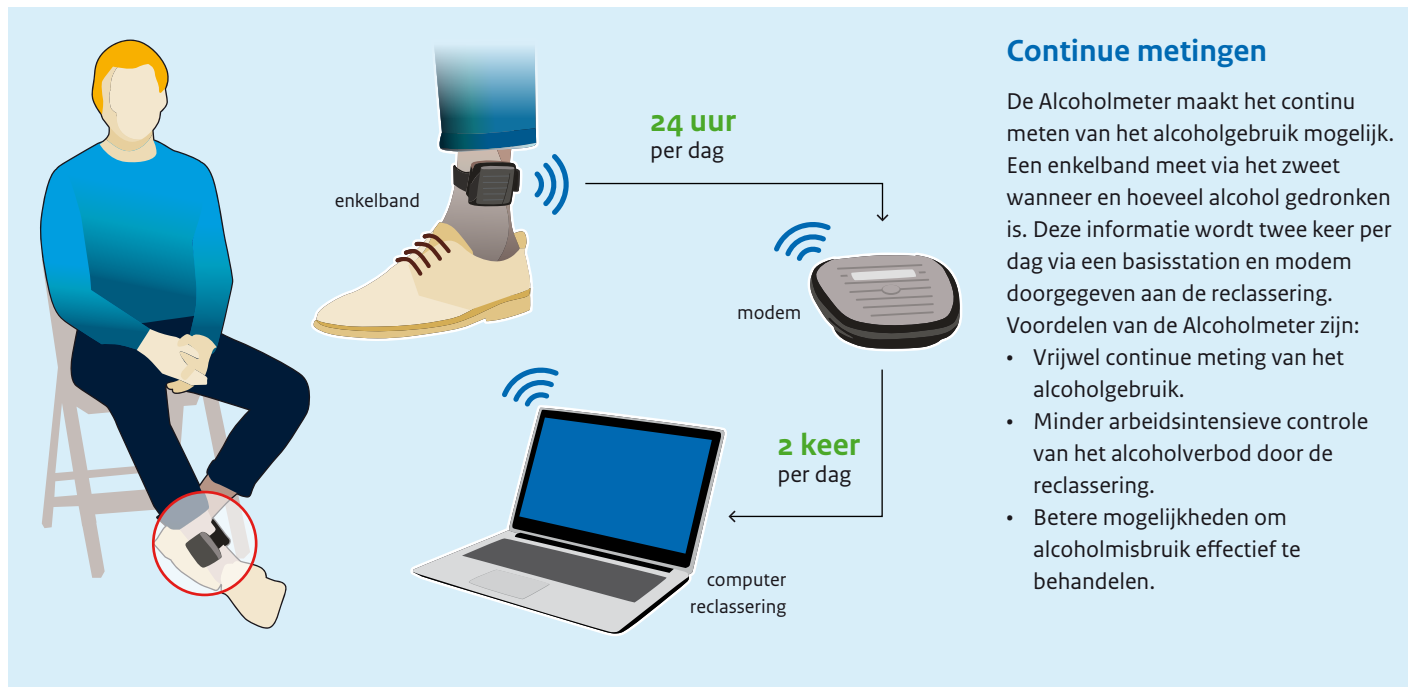 enkelband
24 uur
per dag
modem
2 keer
per dag
computer
reclassering
Continue metingen
De Alcoholmeter maakt het continu
meten van het alcoholgebruik mogelijk.
Een enkelband meet via het zweet
wanneer en hoeveel alcohol gedronken
is. Deze informatie wordt twee keer per
dag via een basisstation en modem
doorgegeven aan de reclassering.
Voordelen van de Alcoholmeter zijn:
• Vrijwel continue meting van het
alcoholgebruik.
• Minder arbeidsintensieve controle
van het alcoholverbod door de
reclassering.
• Betere mogelijkheden om
alcoholmisbruik effectief te
behandelen.